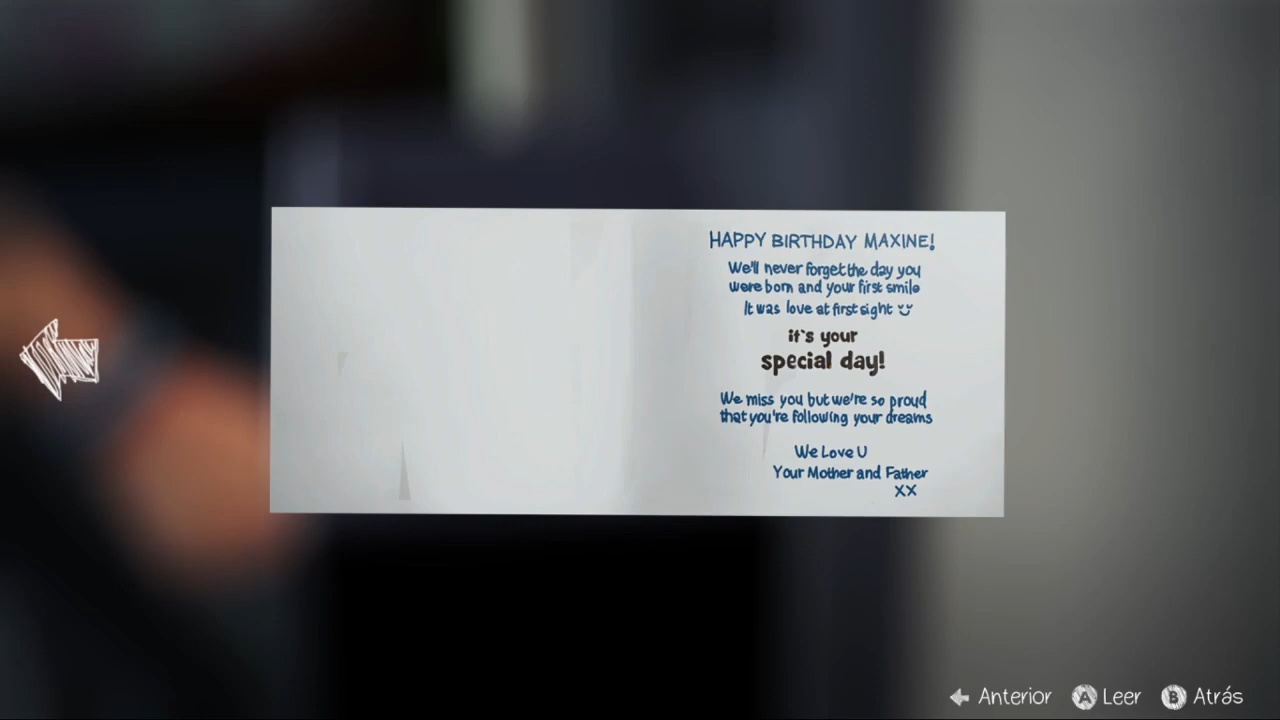 HAPPY BIRTHDAY MAXINE!
We'll never forget the day you
were born and your first smile
It was love at first sight
it's your
special day!
We miss you but we're so proud
that you're following your dreams
We Love U
Your Mother and Father
XX
Anterior
A Leer
B Atrás